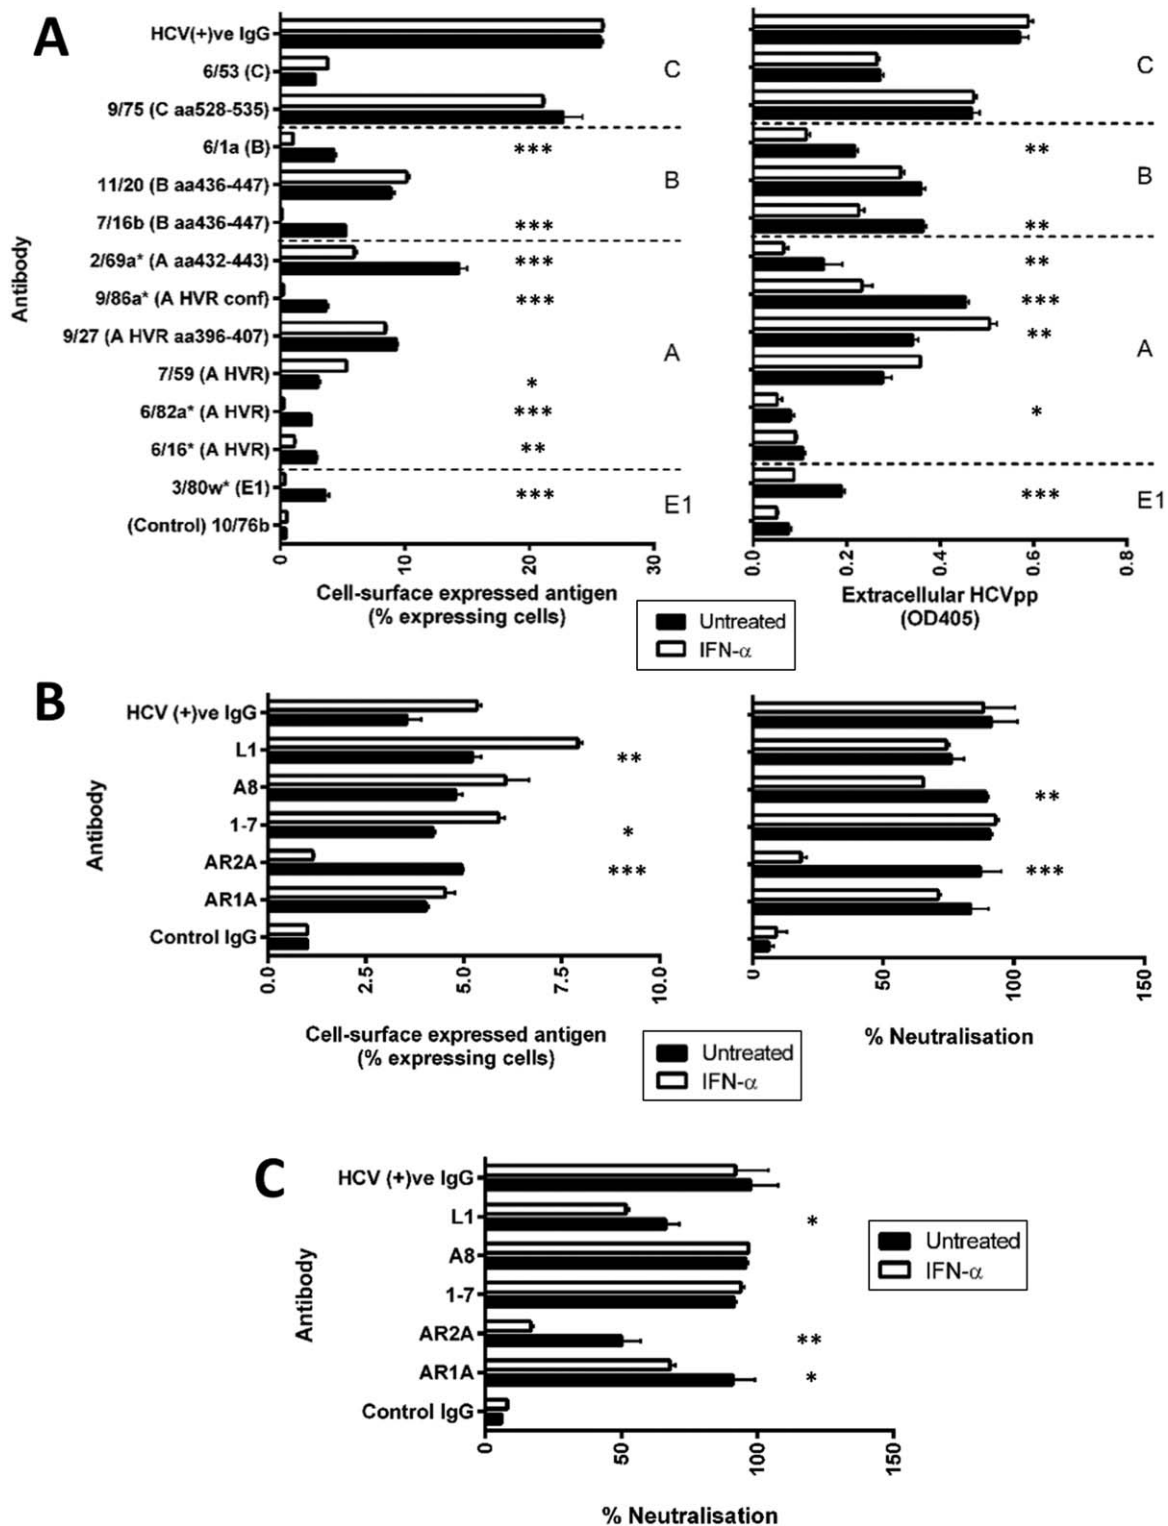 A
Antibody
HCV(+)ve IgG
6/53 (C)
9/75 (C aa528-535)
6/1a (B)
11/20 (B aa436-447)
7/16b (B aa436-447)
2/69a* (A aa432-443)
9/86a* (A HVR conf)
9/27 (A HVR aa396-407)
7/59 (A HVR)
6/82a* (A HVR)
6/16* (A HVR)
3/80w* (E1)
(Control) 10/76b
***
***
***
***
*
***
**
***
C
B
A
E1
0
10
20
30
Cell-surface expressed antigen
(% expressing cells)
**
**
**
***
**
*
***
C
B
A
E1
0.0
0.2
0.4
0.6
0.8
Extracellular HCVpp
(OD405)
Untreated
IFN-α
B
Antibody
HCV (+)ve IgG
L1
A8
1-7
AR2A
AR1A
Control IgG
**
*
***
0.0
2.5
5.0
7.5
10.0
Cell-surface expressed antigen
(% expressing cells)
**
***
0
50
100
150
% Neutralisation
Untreated
IFN-α
C
Antibody
HCV (+)ve IgG
L1
A8
1-7
AR2A
AR1A
Control IgG
*
**
*
0
50
100
150
% Neutralisation
Untreated
IFN-α